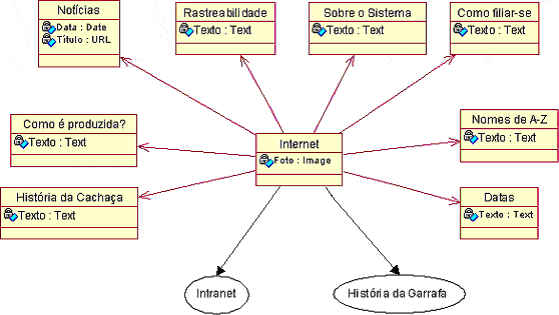 Notícias
Data : Date
Título : URL
Rastreabilidade
Texto : Text
Sobre o Sistema
Texto : Text
Como filiar-se
Texto : Text
Como é produzida?
Texto : Text
Internet
Foto : Image
Nomes de A-Z
Texto : Text
História da Cachaça
Texto : Text
Datas
Texto : Text
Intranet
História da Garrafa